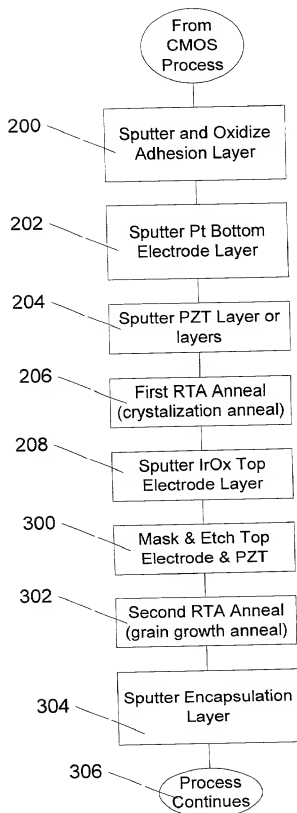 From
CMOS
Process
200
Sputter and Oxidize
Adhesion Layer
202
Sputter Pt Bottom
Electrode Layer
204
Sputter PZT Layer or
layers
206
First RTA Anneal
(crystalization anneal)
208
Sputter IrOx Top
Electrode Layer
300
Mask & Etch Top
Electrode & PZT
302
Second RTA Anneal
(grain growth anneal)
304
Sputter Encapsulation
Layer
306
Process
Continues